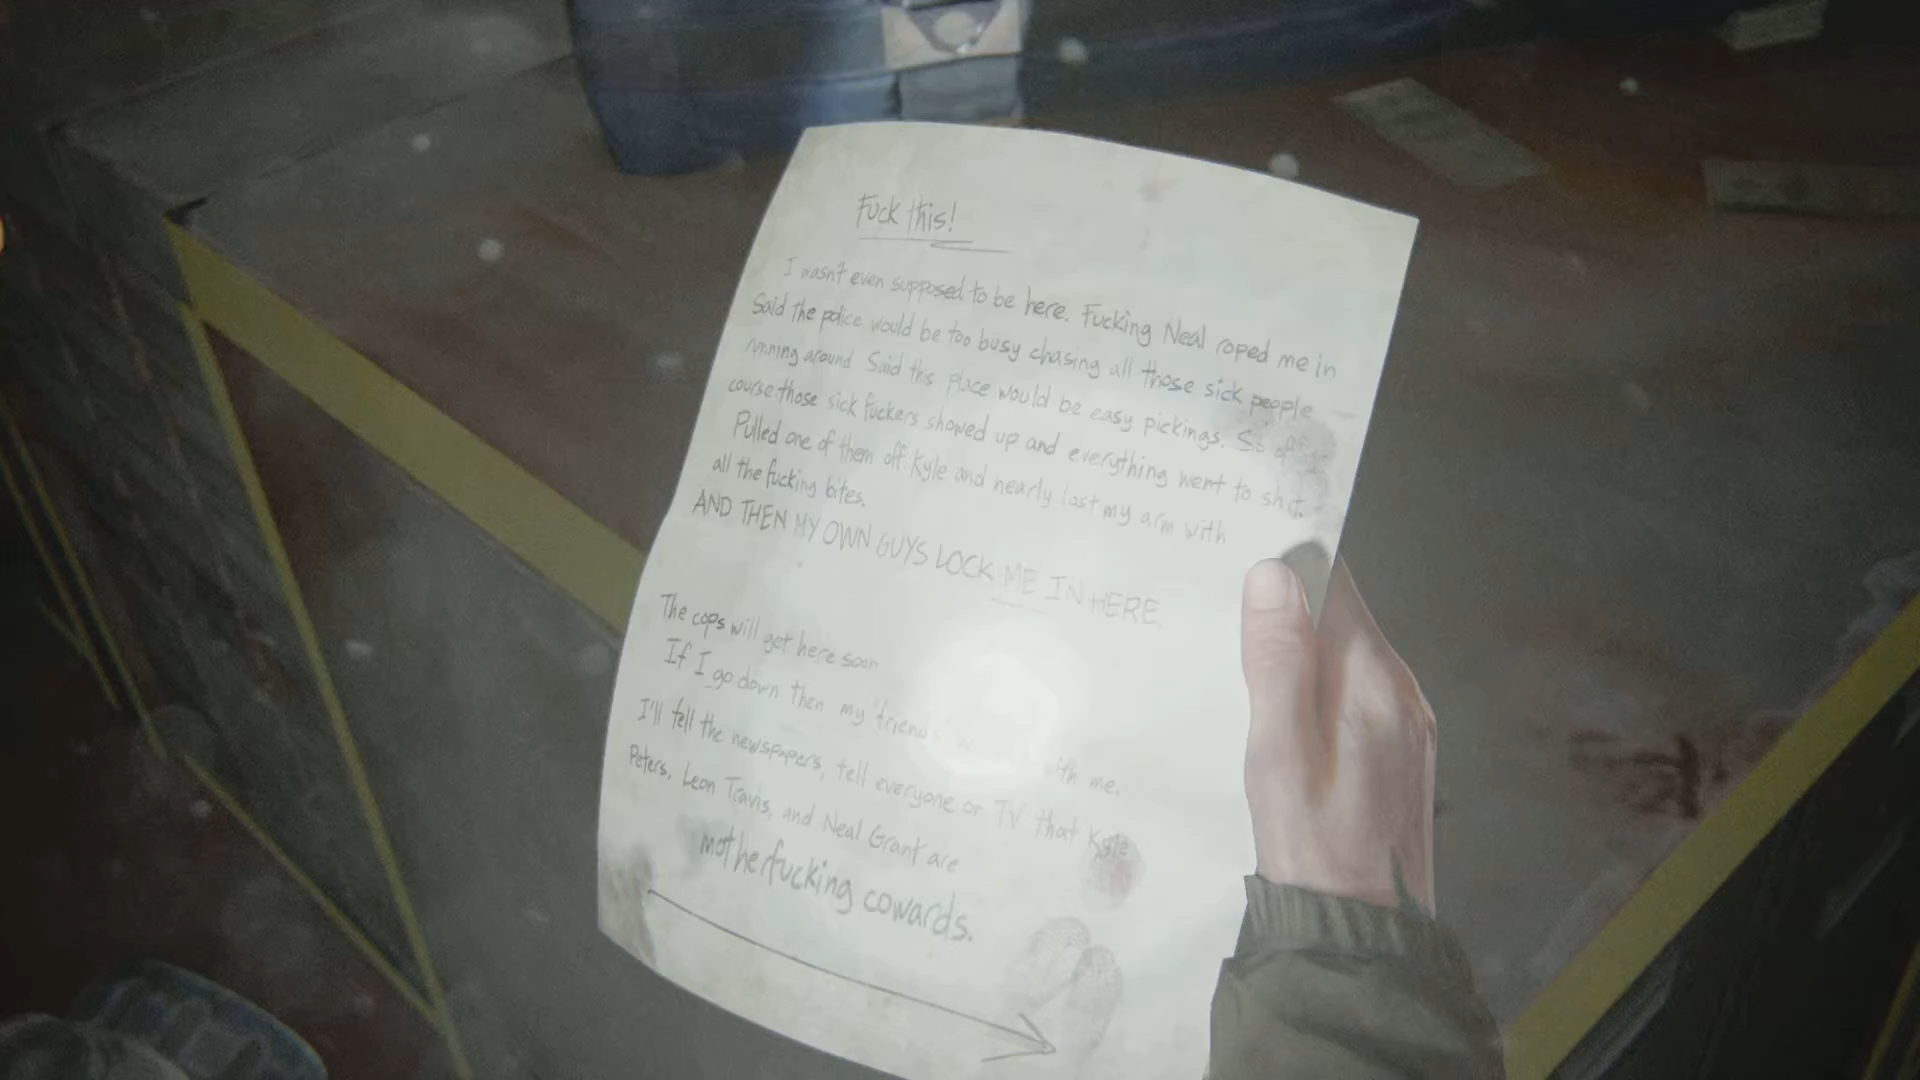 Fuck this!
I wasn't even supposed to be here. Fucking Neal roped me in
Said the police would be too busy chasing all those sick people
running around Said this place would be easy pickings. So of
course those sick fuckers showed up and everything went to shit.
Pulled one of them off Kyle and nearly lost my arm with
all the fucking bites.
AND THEN MY OWN GUYS LOCK ME IN HERE.
The cops will get here soon
If I go down then my friends with me.
I'll tell the newspapers, tell everyone or TV that Kyle
Peters, Leon Travis, and Neal Grant are
motherfucking cowards.